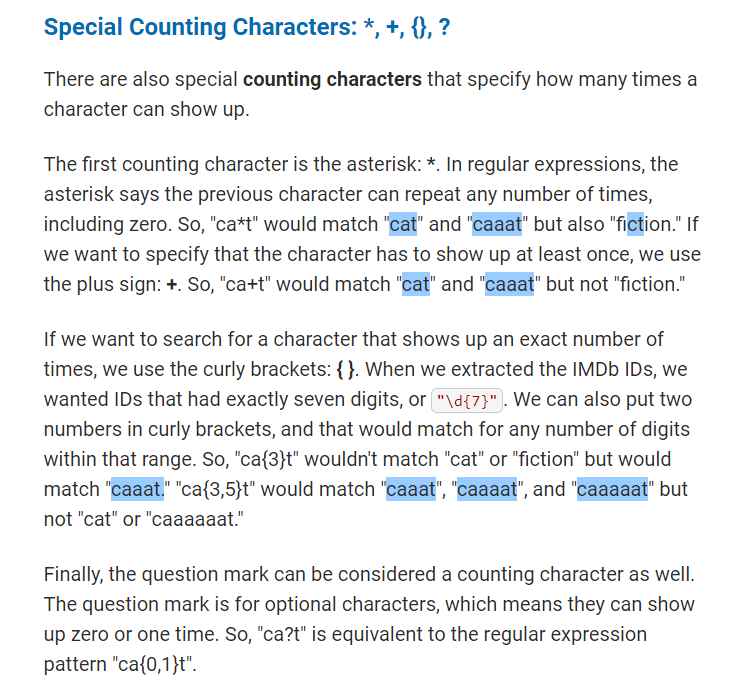 Special Counting Characters: *, +, {}, ?
There are also special counting characters that specify how many times a
character can show up.
The first counting character is the asterisk: *. In regular expressions, the
asterisk says the previous character can repeat any number of times,
including zero. So, "ca*t" would match "cat" and "caaat" but also "fiction." If
we want to specify that the character has to show up at least once, we use
the plus sign: +. So, "ca+t" would match "cat" and "caaat" but not "fiction."
If we want to search for a character that shows up an exact number of
times, we use the curly brackets: { }. When we extracted the IMDb IDs, we
wanted IDs that had exactly seven digits, or "\d{7}". We can also put two
numbers in curly brackets, and that would match for any number of digits
within that range. So, "ca{3}t" wouldn't match "cat" or "fiction" but would
match "caaat." "ca{3,5}t" would match "caaat", "caaaat", and "caaaaat" but
not "cat" or "caaaaaat."
Finally, the question mark can be considered a counting character as well.
The question mark is for optional characters, which means they can show
up zero or one time. So, "ca?t" is equivalent to the regular expression
pattern "ca{0,1}t".